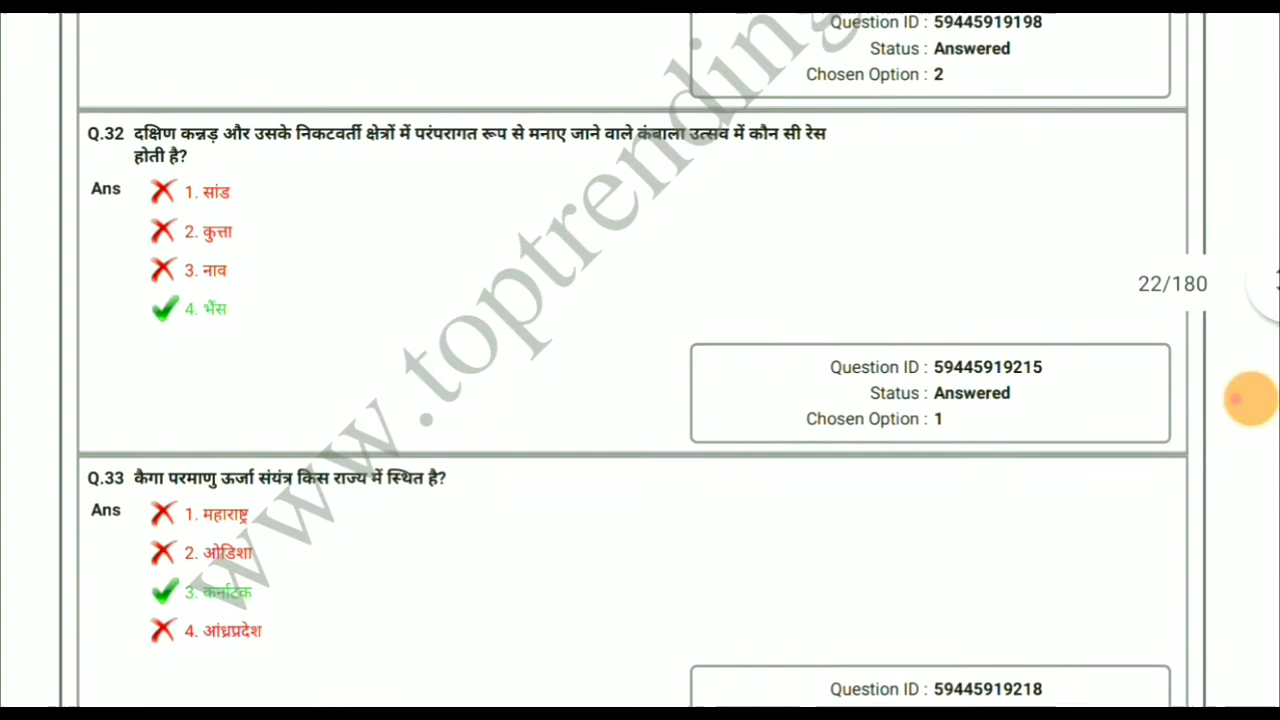 Question ID : 59445919198
Status : Answered
Chosen Option : 2
Q.32 दक्षिण कन्नड़ और उसके निकटवर्ती क्षेत्रों में परंपरागत रूप से मनाए जाने वाले कंबाला उत्सव में कौन सी रेस
होती है?
Ans 1. सांड
2. कुत्ता
3. नाव
4. भैंस
22/180
Question ID : 59445919215
Status : Answered
Chosen Option : 1
Q.33 कैगा परमाणु ऊर्जा संयंत्र किस राज्य में स्थित है?
Ans 1. महाराष्ट्र
2. ओडिशा
3. कर्नाटक
4. आंध्रप्रदेश
Question ID : 59445919218
www.toptrending